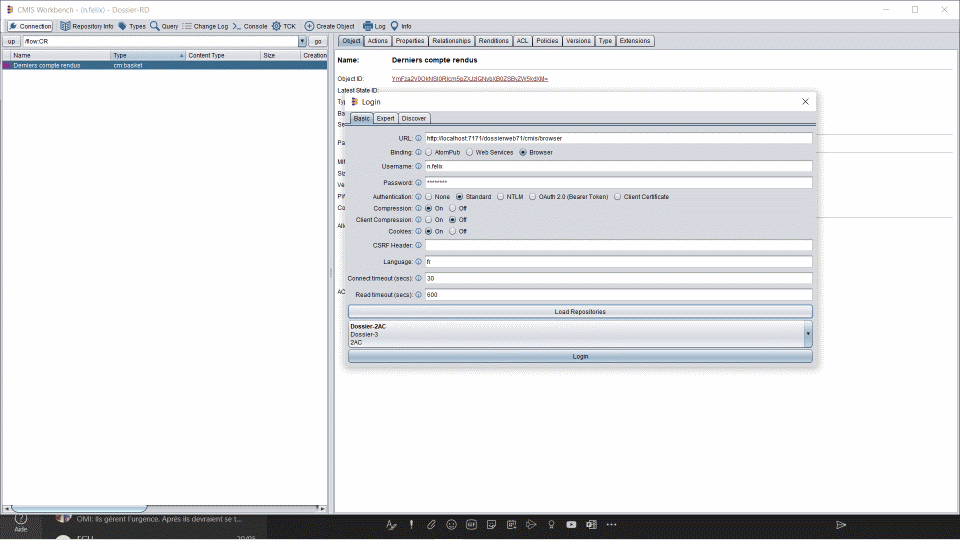 CMIS Workbench - (n.felix) - Dossier-RD
Connection Repository Info Types Query Change Log Console TCK Create Object Log Info
up /flow:CR go
Name Type Content Type Size Creation
Derniers compte rendus cm:basket
Object Actions Properties Relationships Renditions ACL Policies Versions Type Extensions
Name: Derniers compte rendus
Object ID:
Latest State ID:
Login
Basic Expert Discover
URL: http://localhost:7171/dossierweb71/cmis/browser
Binding: AtomPub Web Services Browser
Username: n.felix
Password: ********
Authentication: None Standard NTLM OAuth 2.0 (Bearer Token) Client Certificate
Compression: On Off
Client Compression: On Off
Cookies: On Off
CSRF Header:
Language: fr
Connect timeout (secs): 30
Read timeout (secs): 600
Load Repositories
Dossier-2AC
Dossier-3
2AC
Login
Aide
OMI: Ils gèrent l'urgence. Après ils devraient se t...